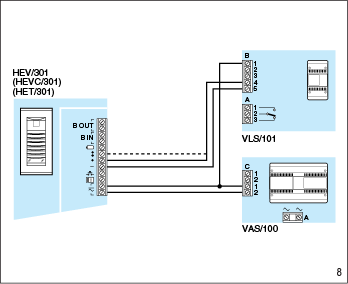 HEV/301
(HEVC/301)
(HET/301)
B OUT
B IN
+
–
B
1
2
3
4
5
A
1
2
3
VLS/101
C
1
2
1
2
A
VAS/100
8